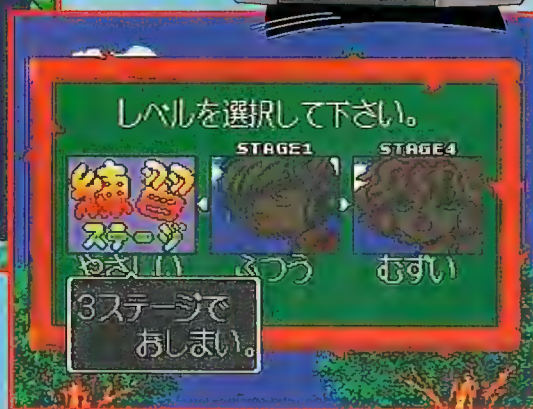 レベルを選択して下さい。
STAGE1 STAGE4
練習
ステージ
やさしい ふつう むずい
3ステージで
おしまい。